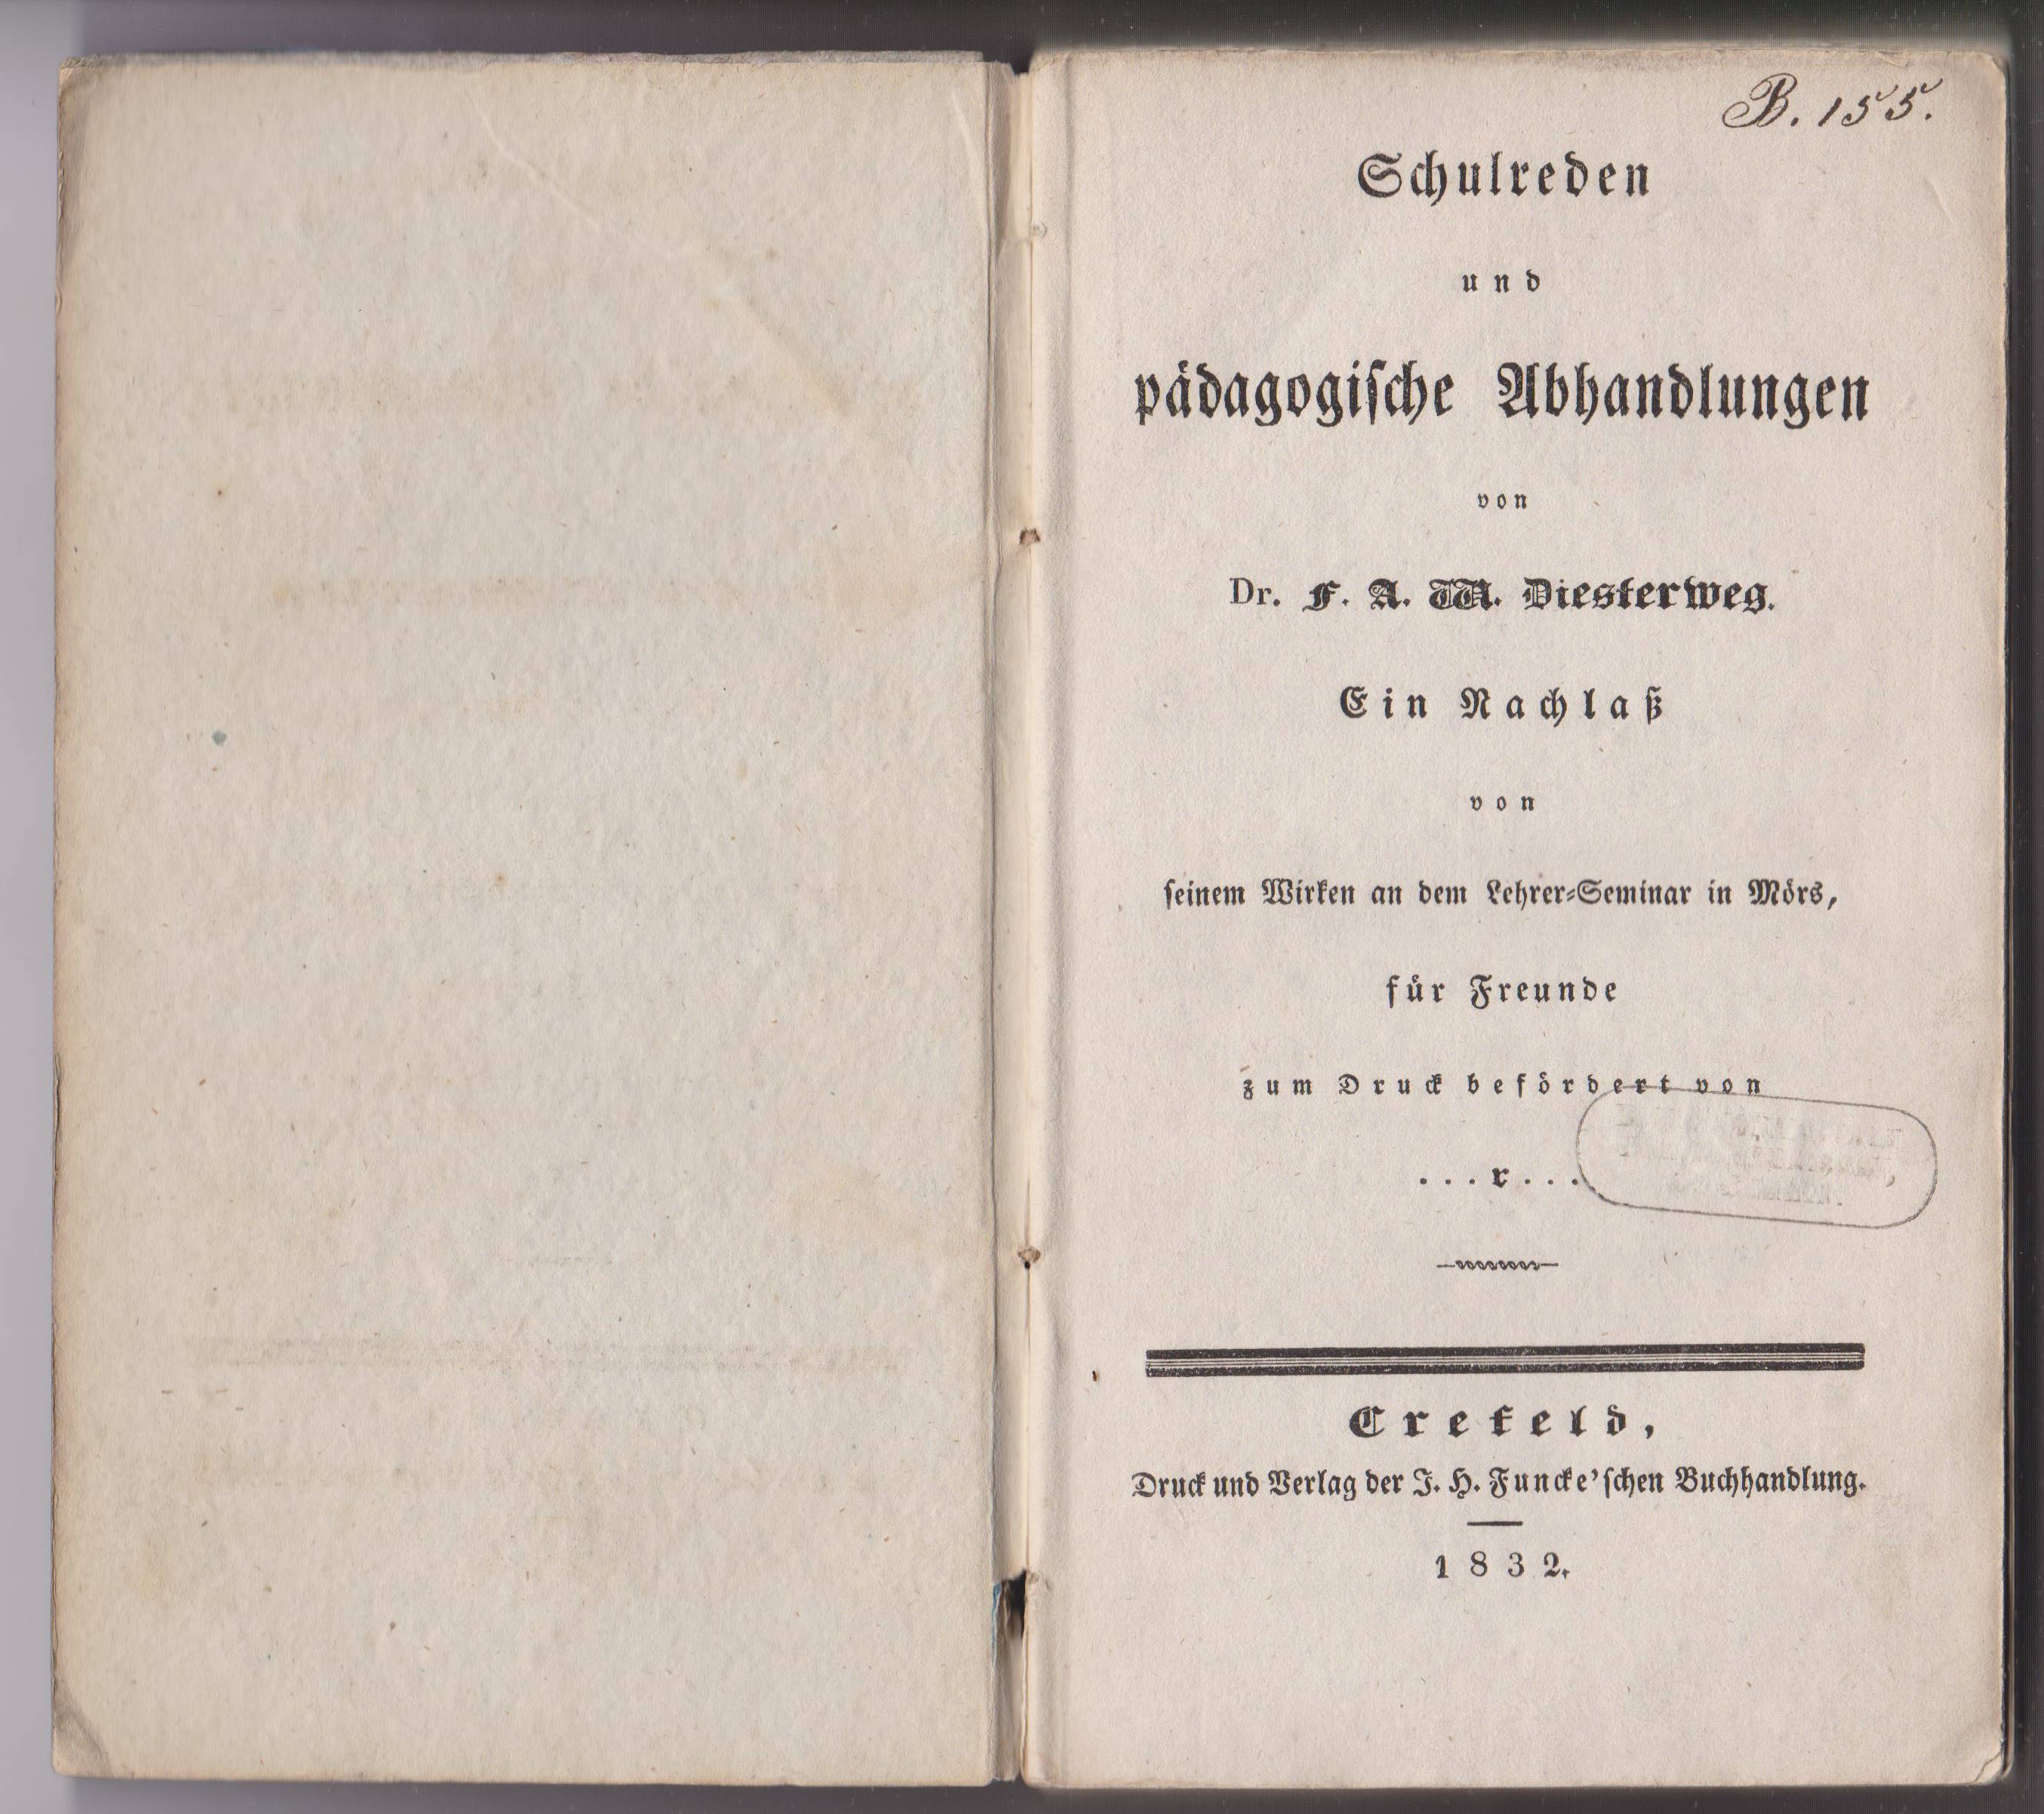 B. 155.
Schulreden
und
pädagogiſche Abhandlungen
von
Dr. F. A. W. Diesterweg.
Ein Nachlaß
von
ſeinem Wirken an dem Lehrer-Seminar in Mörs,
für Freunde
zum Druck befördert von
...r...
Crefeld,
Druck und Verlag der J. H. Funcke'ſchen Buchhandlung.
1832.